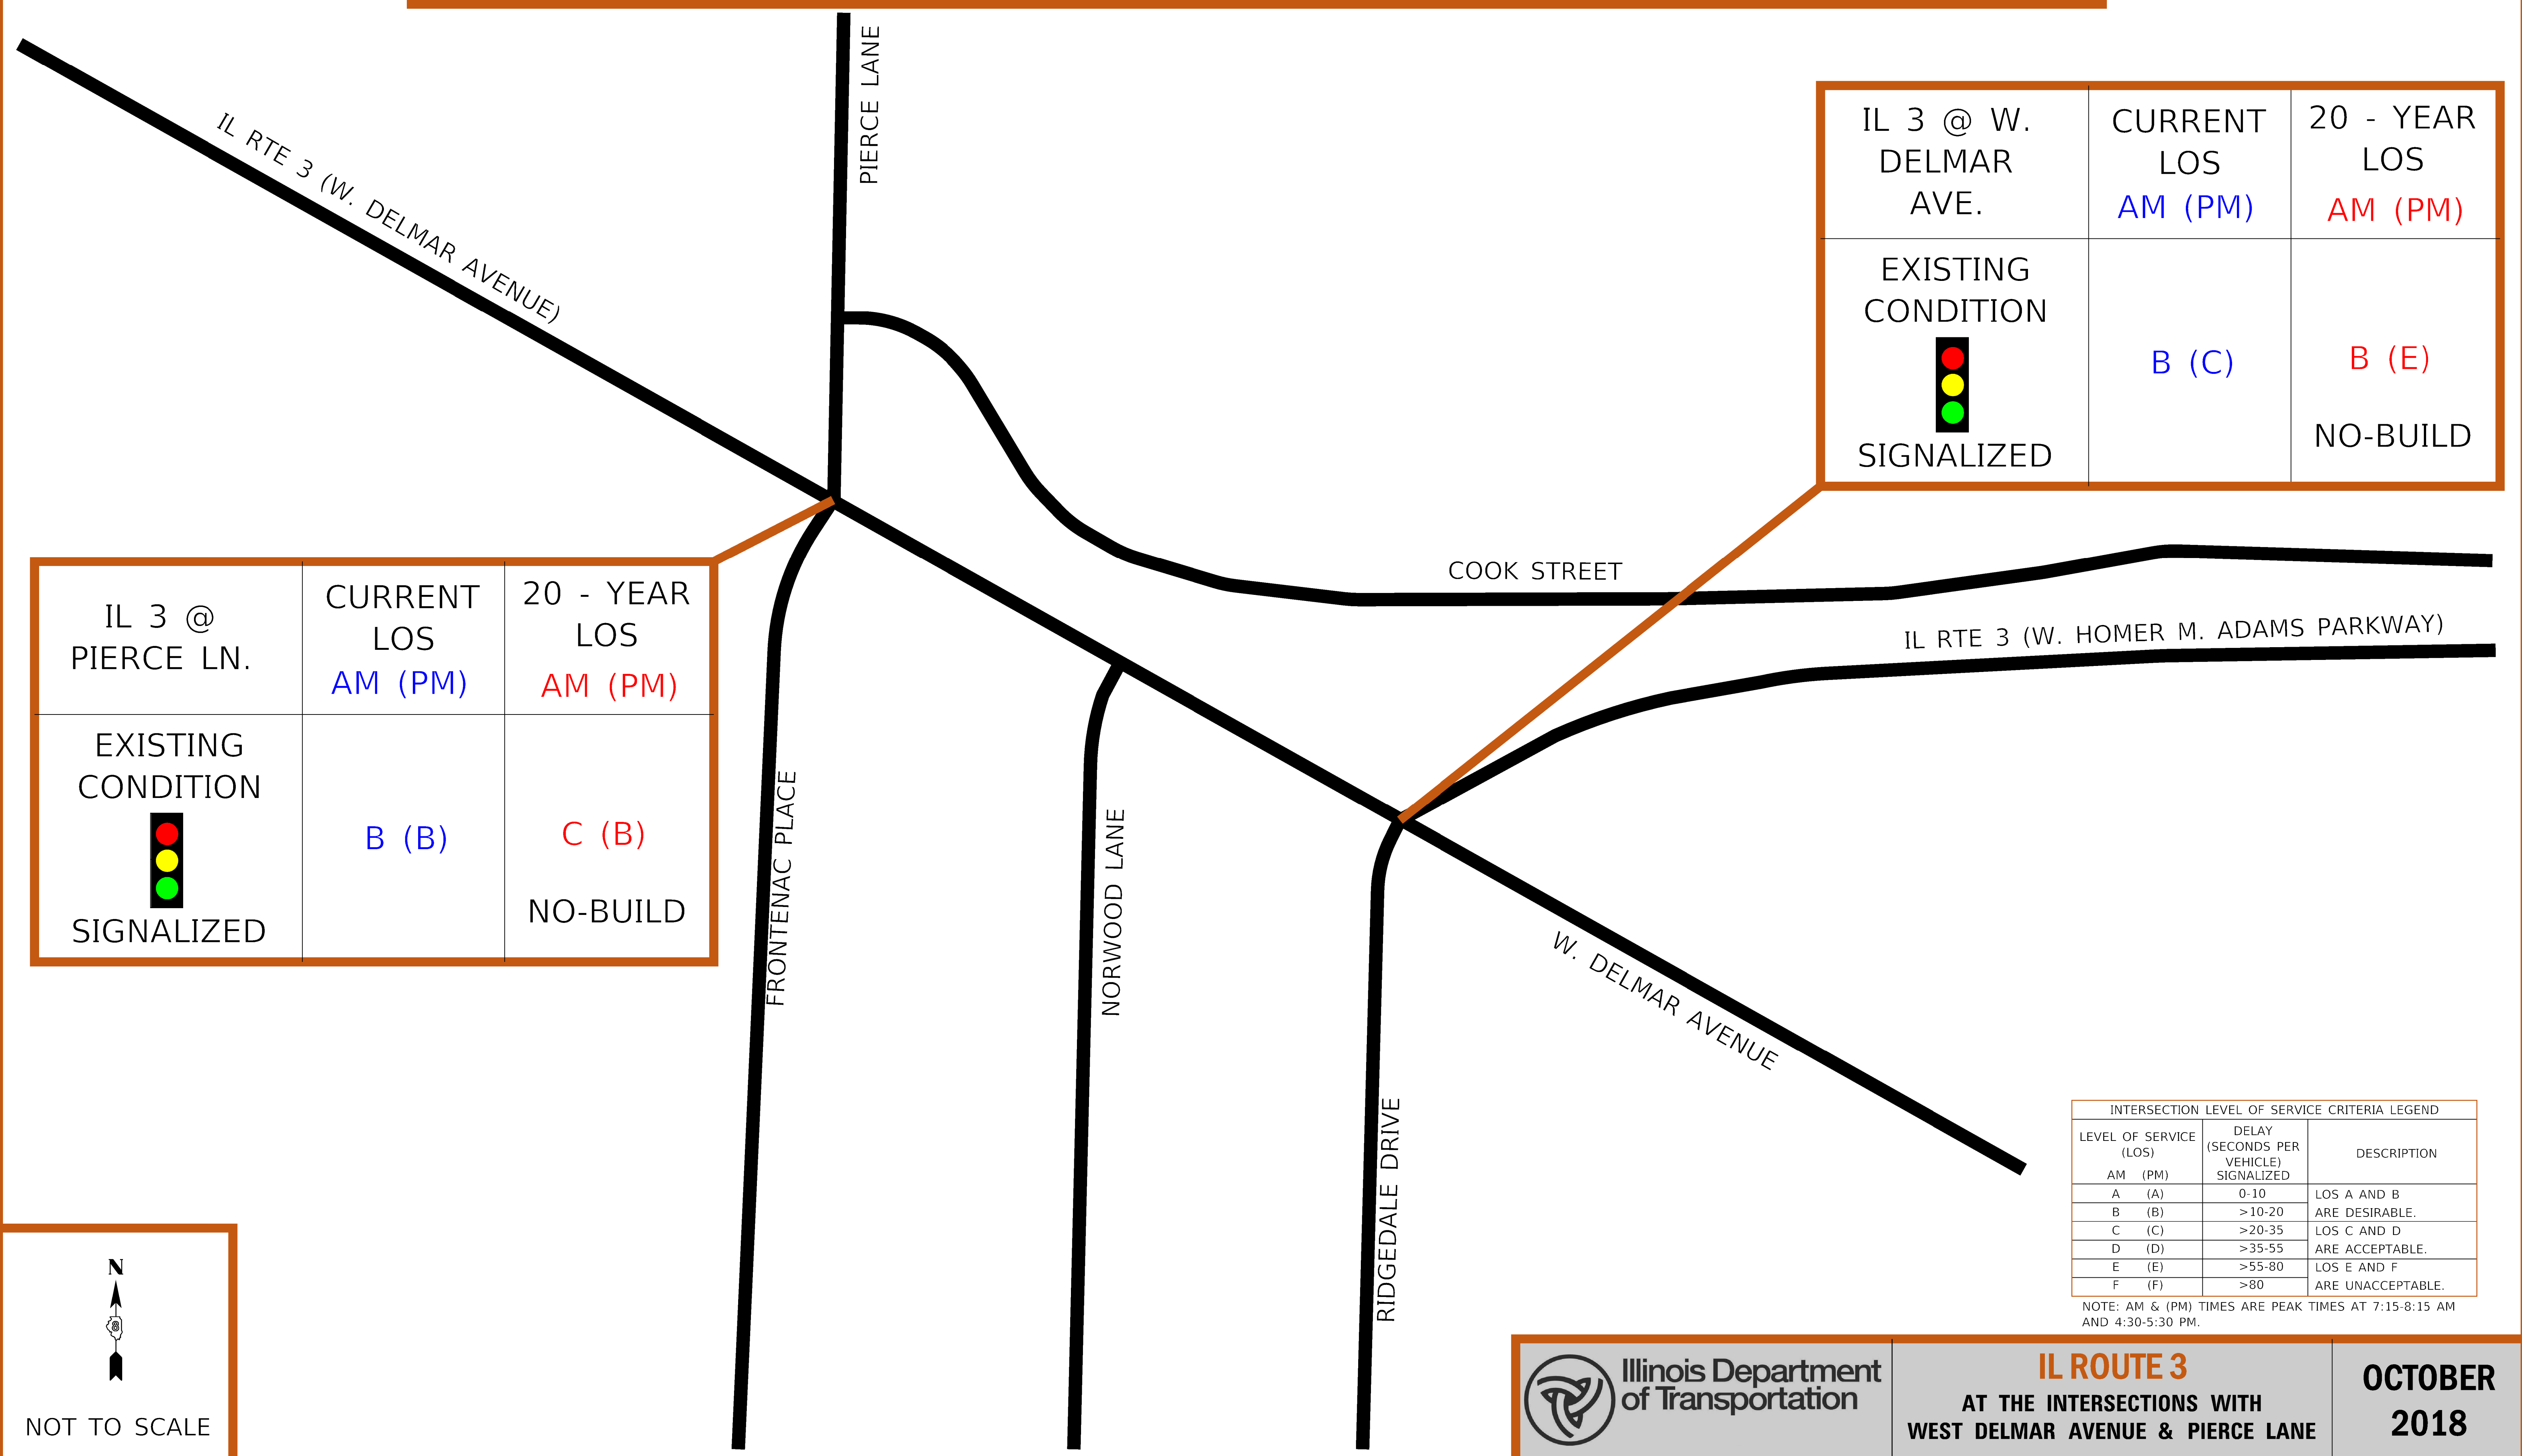 PIERCE LANE
IL RTE 3 (W. DELMAR AVENUE)
IL 3 @ W.
DELMAR
AVE.
CURRENT
LOS
AM (PM)
20 - YEAR
LOS
AM (PM)
EXISTING
CONDITION
SIGNALIZED
B (C)
B (E)
NO-BUILD
COOK STREET
IL RTE 3 (W. HOMER M. ADAMS PARKWAY)
IL 3 @
PIERCE LN.
CURRENT
LOS
AM (PM)
20 - YEAR
LOS
AM (PM)
EXISTING
CONDITION
SIGNALIZED
B (B)
C (B)
NO-BUILD
FRONTENAC PLACE
NORWOOD LANE
RIDGEDALE DRIVE
W. DELMAR AVENUE
INTERSECTION LEVEL OF SERVICE CRITERIA LEGEND
LEVEL OF SERVICE
(LOS)
AM (PM)
DELAY
(SECONDS PER
VEHICLE)
SIGNALIZED
DESCRIPTION
A (A) 0-10 LOS A AND B
B (B) >10-20 ARE DESIRABLE.
C (C) >20-35 LOS C AND D
D (D) >35-55 ARE ACCEPTABLE.
E (E) >55-80 LOS E AND F
F (F) >80 ARE UNACCEPTABLE.
NOTE: AM & (PM) TIMES ARE PEAK TIMES AT 7:15-8:15 AM
AND 4:30-5:30 PM.
N
8
NOT TO SCALE
Illinois Department
of Transportation
IL ROUTE 3
AT THE INTERSECTIONS WITH
WEST DELMAR AVENUE & PIERCE LANE
OCTOBER
2018